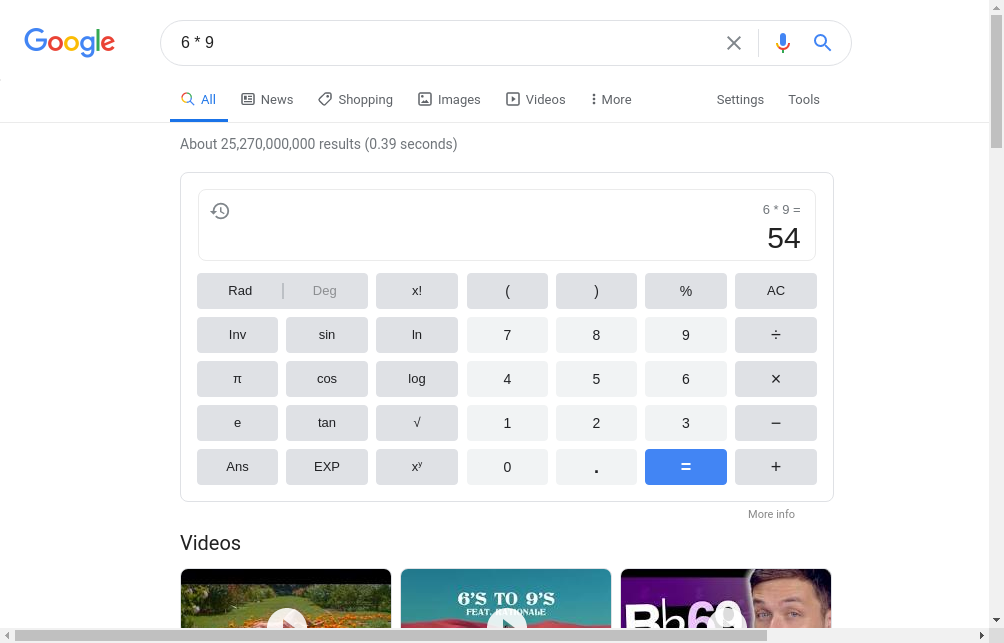 Google
6 * 9
All
News
Shopping
Images
Videos
More
Settings
Tools
About 25,270,000,000 results (0.39 seconds)
6 * 9 =
54
Rad | Deg x! ( ) % AC
Inv sin ln 7 8 9 ÷
π cos log 4 5 6 ×
e tan √ 1 2 3 −
Ans EXP xʸ 0 . = +
More info
Videos
6'S TO 9'S
FEAT. RATIONALE
Bb69